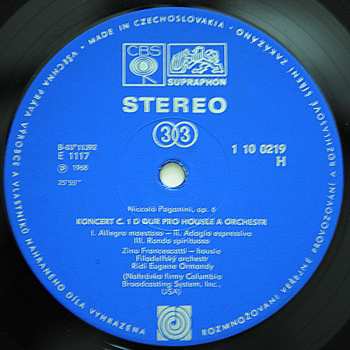 MADE IN CZECHOSLOVAKIA
CBS
SUPRAPHON
STEREO
33
1 10 0219
H
E 1117
℗ 1968
25'55"
Niccolò Paganini, op. 6
KONCERT Č. 1 D DUR PRO HOUSLE A ORCHESTR
I. Allegro maestoso — II. Adagio espressivo
III. Rondo spirituoso
Zino Francescatti — housle
Filadelfský orchestr
Řídí Eugene Ormandy
(Nahrávka firmy Columbia
Broadcasting System, Inc.,
USA)
VŠECHNA PRÁVA VÝROBCE A VLASTNÍKŮ NAHRANÉHO DÍLA VYHRAZENA
ROZMNOŽOVÁNÍ VEŘEJNÉ PROVOZOVÁNÍ A ROZHLASOVÉ ŠÍŘENÍ ZAKÁZÁNO